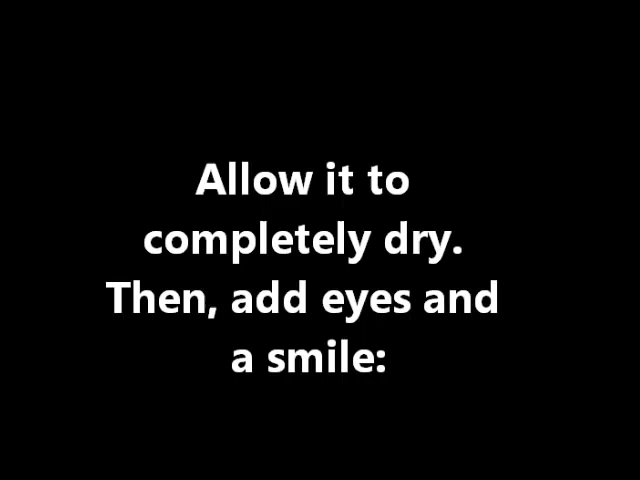 Allow it to
completely dry.
Then, add eyes and
a smile: